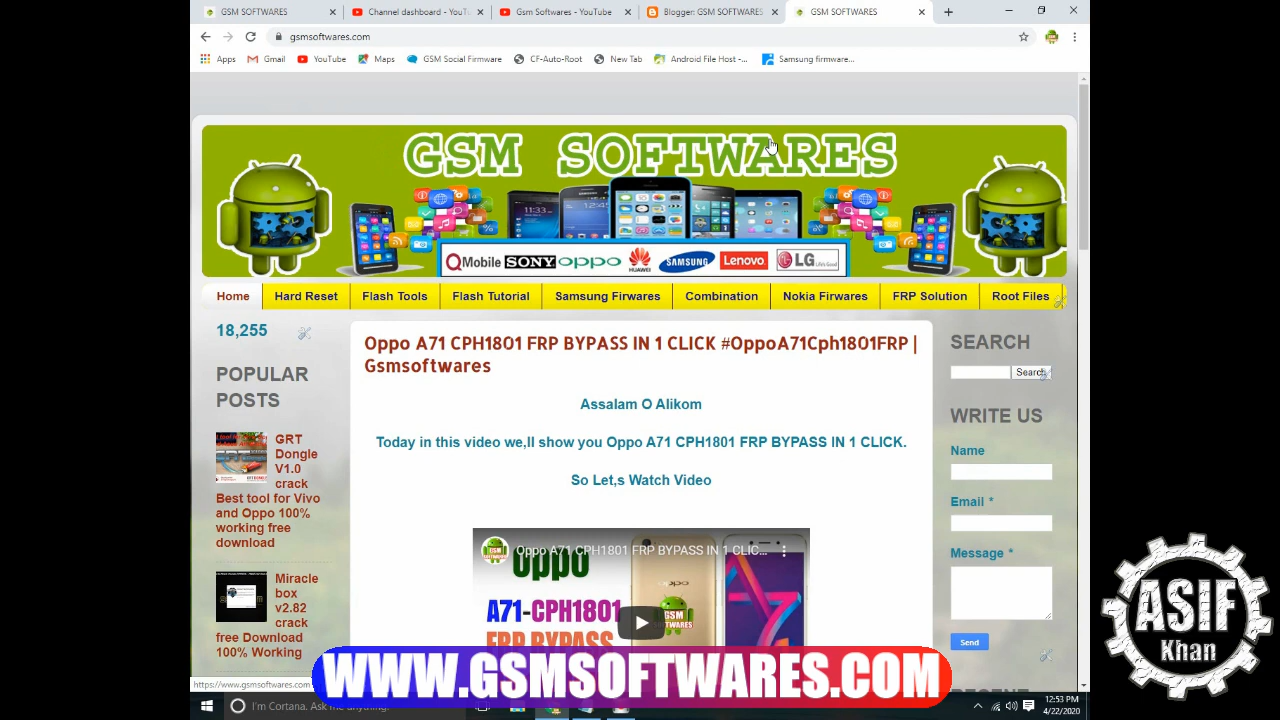 GSM SOFTWARES
Channel dashboard - YouTu
Gsm Softwares - YouTube
Blogger: GSM SOFTWARES
GSM SOFTWARES
gsmsoftwares.com
Apps
Gmail
YouTube
Maps
GSM Social Firmware
CF-Auto-Root
New Tab
Android File Host -...
Samsung firmware...
GSM SOFTWARES
11:33
12:45
QMobile SONY oppo HUAWEI SAMSUNG Lenovo LG Life's Good
Home
Hard Reset
Flash Tools
Flash Tutorial
Samsung Firwares
Combination
Nokia Firwares
FRP Solution
Root Files
18,255
POPULAR
POSTS
GRT
Dongle
V1.0
crack
Best tool for Vivo
and Oppo 100%
working free
download
Miracle
box
v2.82
crack
free Download
100% Working
Oppo A71 CPH1801 FRP BYPASS IN 1 CLICK #OppoA71Cph1801FRP |
Gsmsoftwares
Assalam O Alikom
Today in this video we,ll show you Oppo A71 CPH1801 FRP BYPASS IN 1 CLICK.
So Let,s Watch Video
Oppo A71 CPH1801 FRP BYPASS IN 1 CLIC...
oppo
A71-CPH1801
FRP BYPASS
SEARCH
Search
WRITE US
Name
Email *
Message *
Send
RECENT
https://www.gsmsoftwares.com
WWW.GSMSOFTWARES.COM
I'm Cortana. Ask me anything.
12:53 PM
4/22/2020
ASIF
Khan